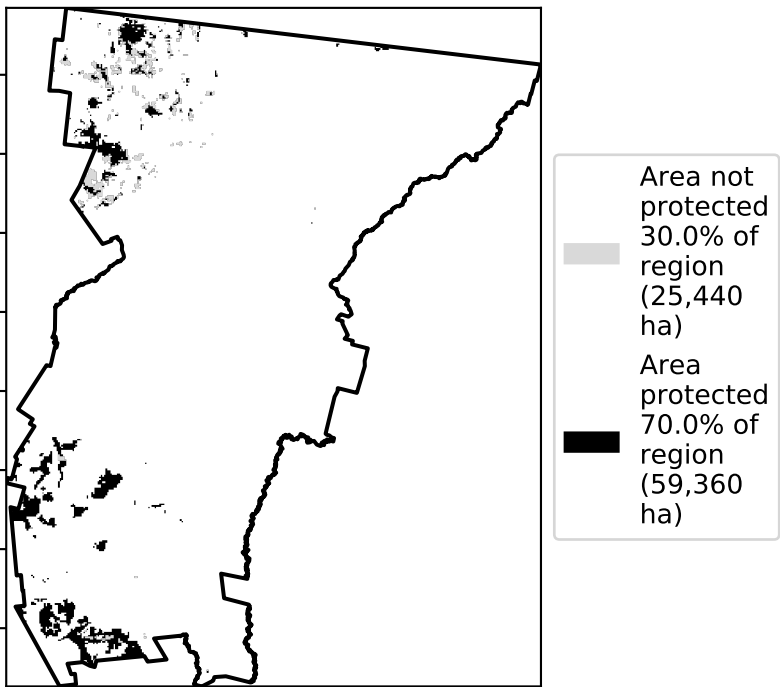 Area not
protected
30.0% of
region
(25,440
ha)
Area
protected
70.0% of
region
(59,360
ha)